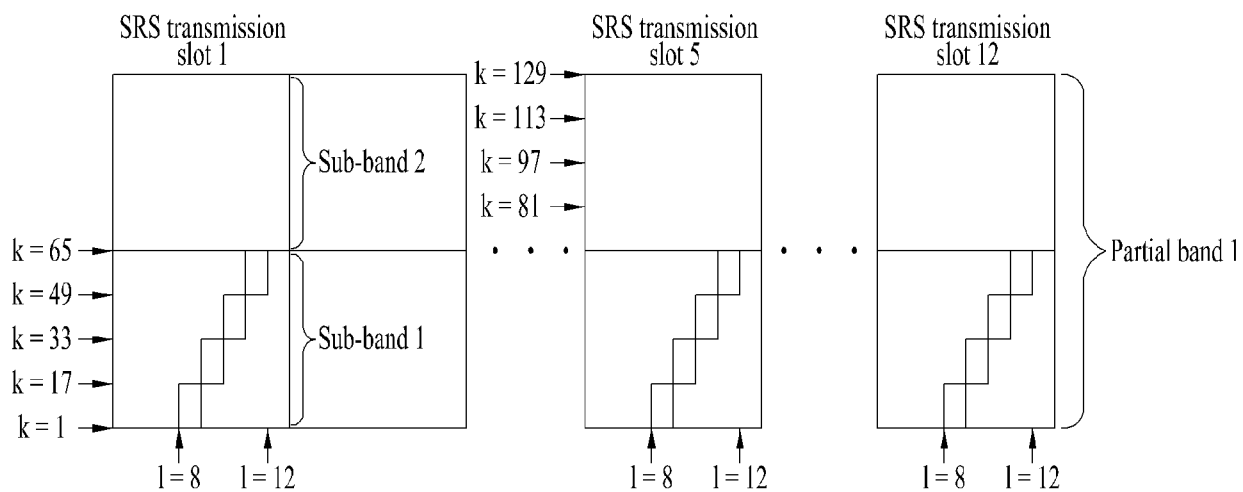 SRS transmission
slot 1
SRS transmission
slot 5
SRS transmission
slot 12
k = 129
k = 113
k = 97
k = 81
Sub-band 2
k = 65
k = 49
k = 33
k = 17
k = 1
Sub-band 1
• • •
• • •
Partial band 1
l = 8
l = 12
l = 8
l = 12
l = 8
l = 12